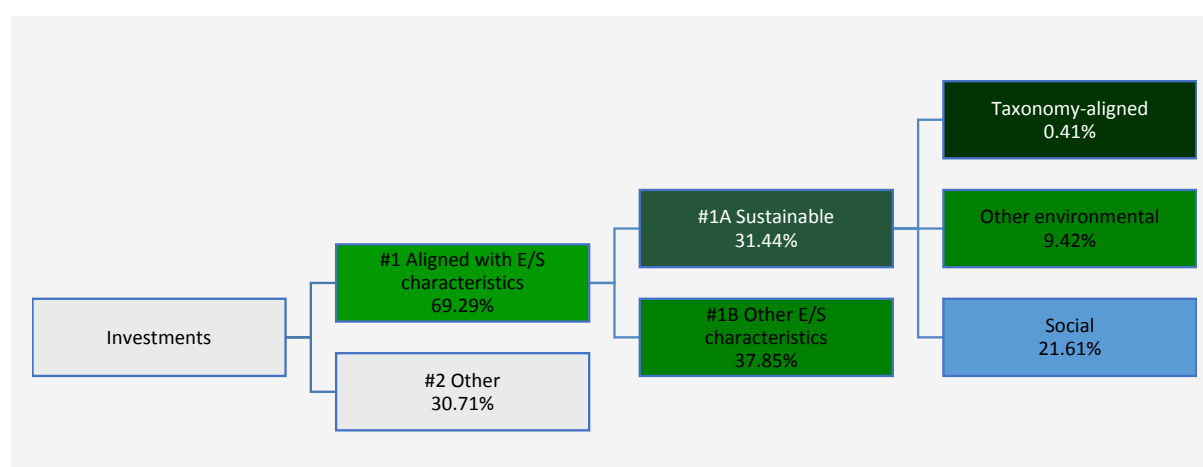 Investments
#1 Aligned with E/S
characteristics
69.29%
#2 Other
30.71%
#1A Sustainable
31.44%
#1B Other E/S
characteristics
37.85%
Taxonomy-aligned
0.41%
Other environmental
9.42%
Social
21.61%